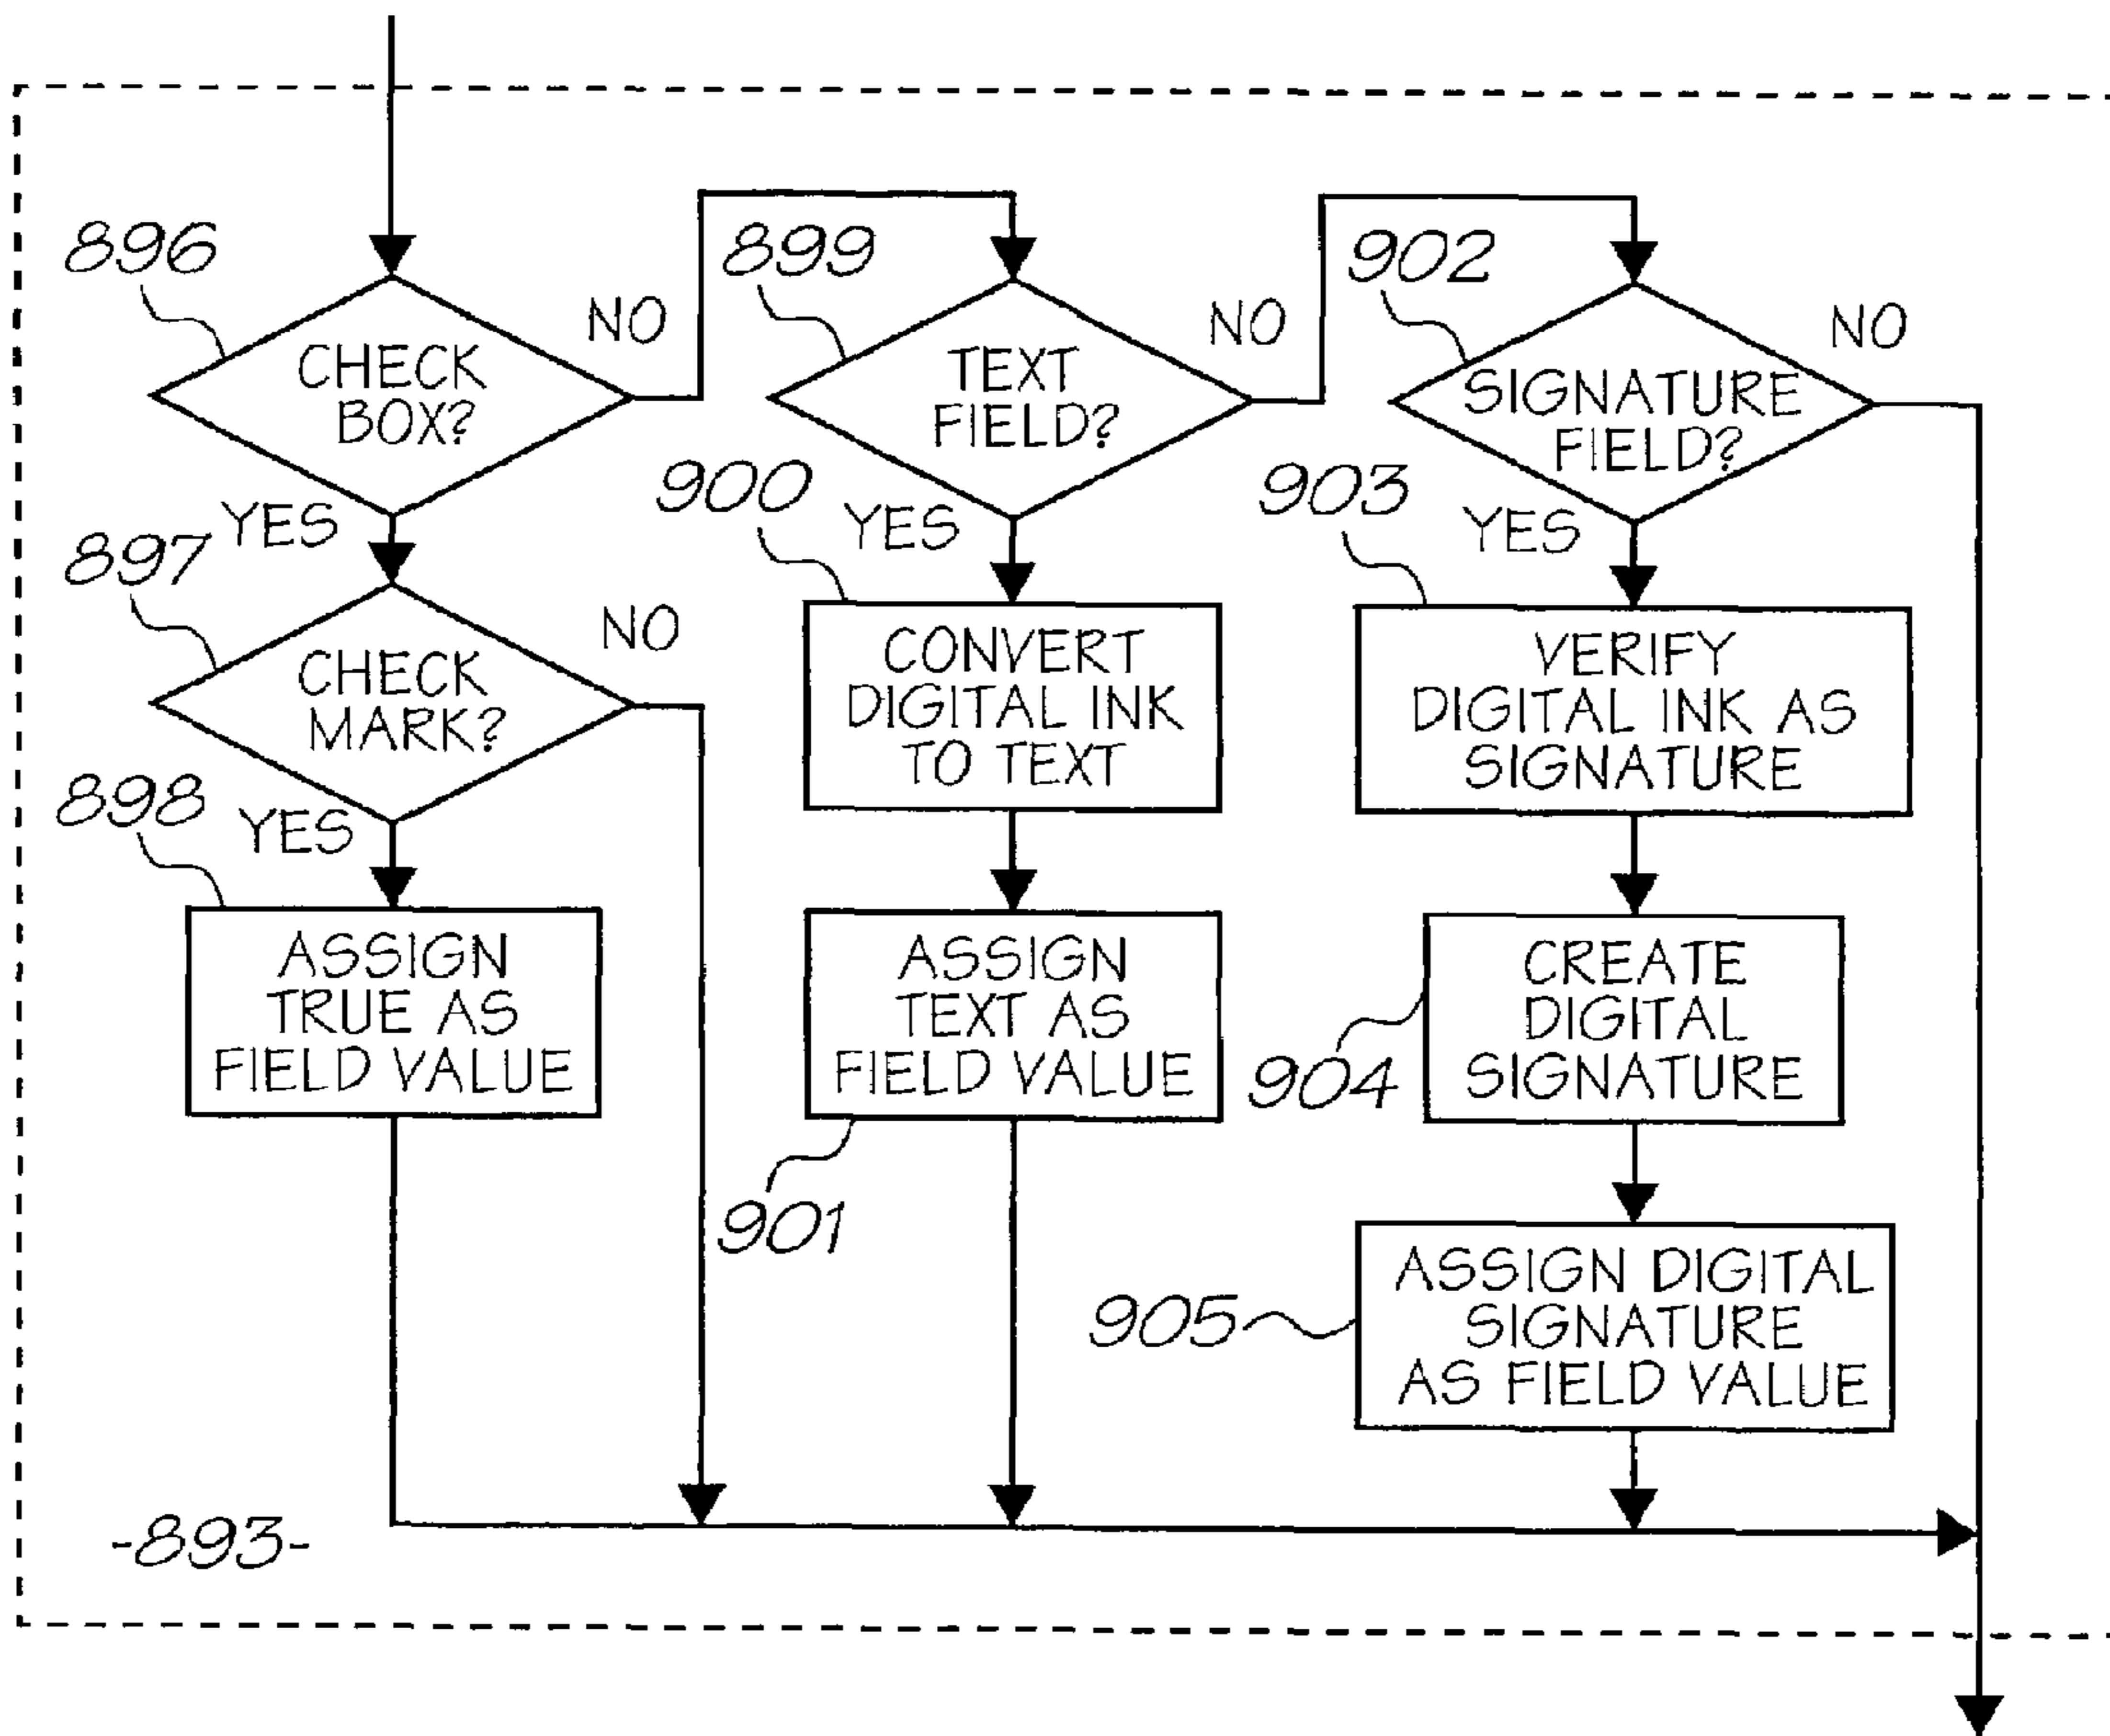 896
CHECK
BOX?
NO
YES
897
CHECK
MARK?
NO
YES
898
ASSIGN
TRUE AS
FIELD VALUE
899
TEXT
FIELD?
NO
YES
900
CONVERT
DIGITAL INK
TO TEXT
ASSIGN
TEXT AS
FIELD VALUE
901
902
SIGNATURE
FIELD?
NO
YES
903
VERIFY
DIGITAL INK AS
SIGNATURE
CREATE
DIGITAL
SIGNATURE
904
ASSIGN DIGITAL
SIGNATURE
AS FIELD VALUE
905
-893-